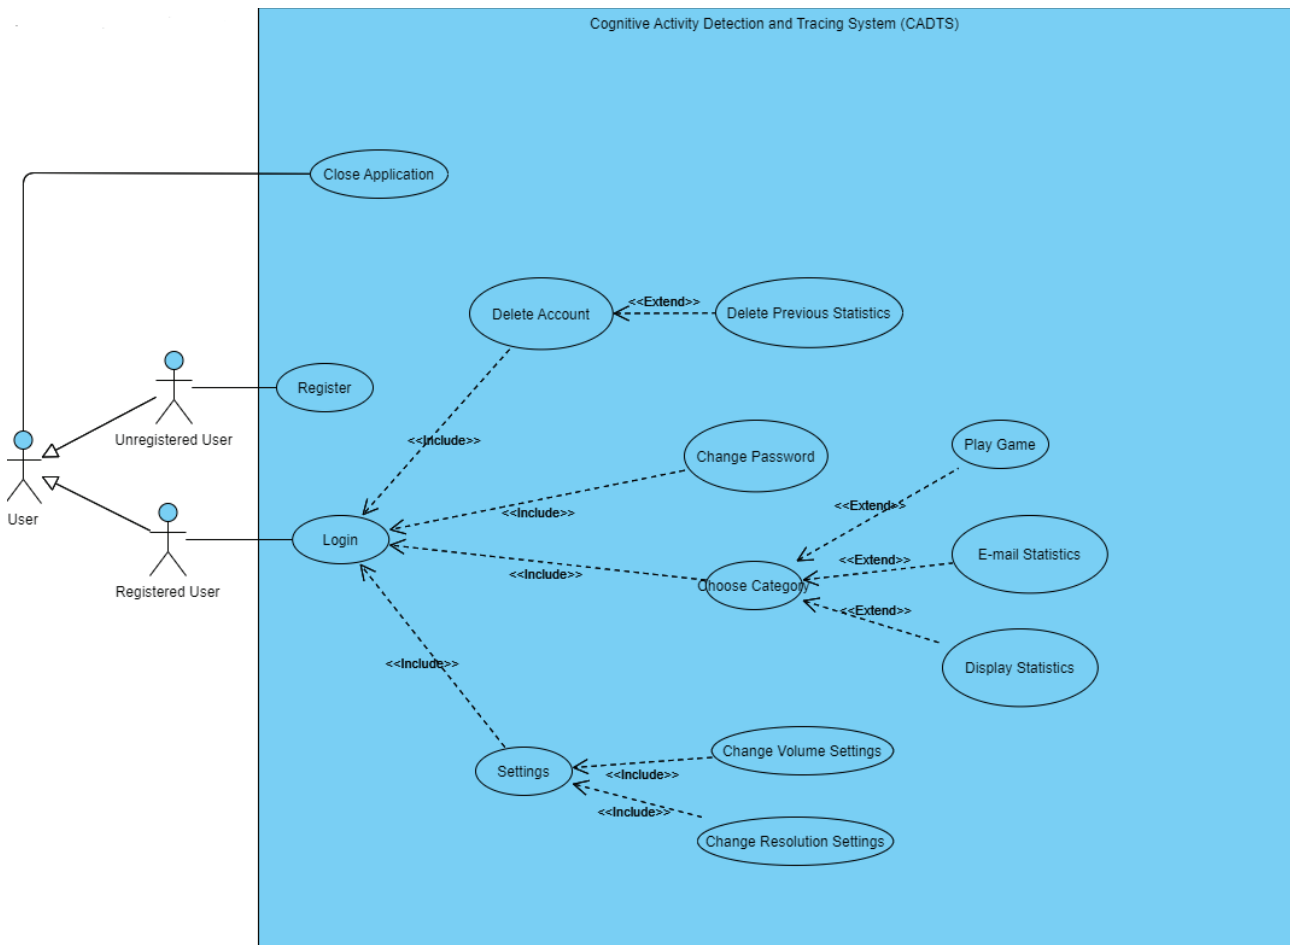 Cognitive Activity Detection and Tracing System (CADTS)
Close Application
<<Extend>>
Delete Account
Delete Previous Statistics
Register
Unregistered User
<<Include>>
Change Password
Play Game
<<Extend>>
<<Include>>
User
Login
E-mail Statistics
<<Extend>>
<<Include>>
Choose Category
Registered User
<<Extend>>
<<Include>>
Display Statistics
Change Volume Settings
Settings
<<Include>>
<<Include>>
Change Resolution Settings